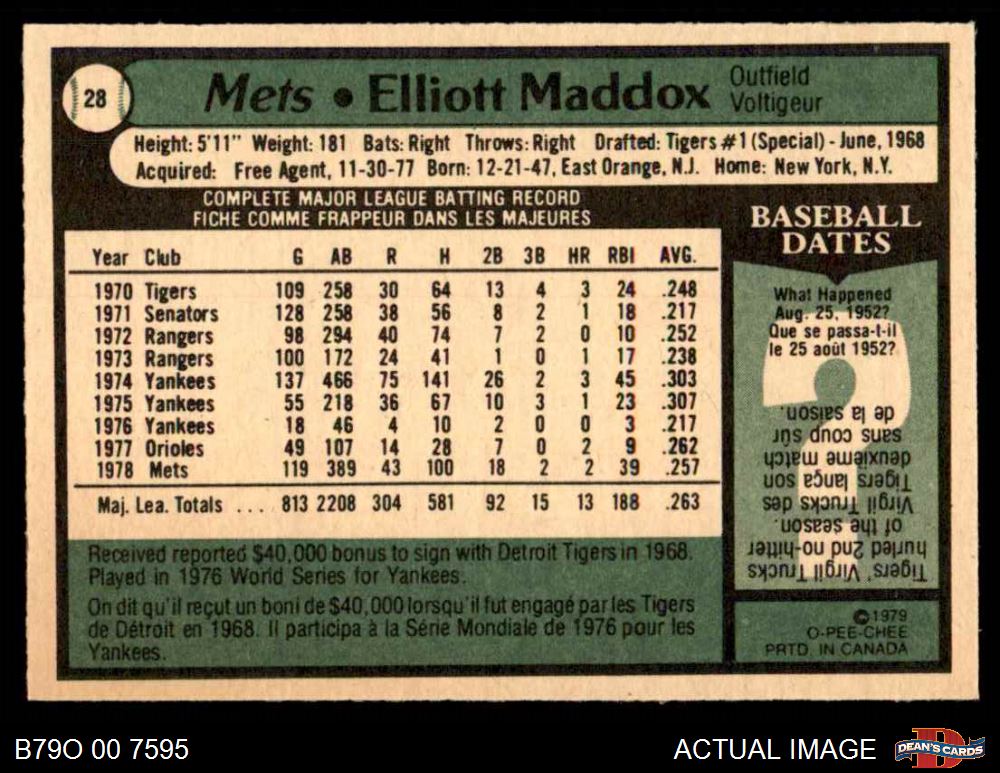 28
Mets • Elliott Maddox
Outfield
Voltigeur
Height: 5'11" Weight: 181 Bats: Right Throws: Right Drafted: Tigers #1 (Special) - June, 1968
Acquired: Free Agent, 11-30-77 Born: 12-21-47, East Orange, N.J. Home: New York, N.Y.
COMPLETE MAJOR LEAGUE BATTING RECORD
FICHE COMME FRAPPEUR DANS LES MAJEURES
Year Club G AB R H 2B 3B HR RBI AVG.
1970 Tigers 109 258 30 64 13 4 3 24 .248
1971 Senators 128 258 38 56 8 2 1 18 .217
1972 Rangers 98 294 40 74 7 2 0 10 .252
1973 Rangers 100 172 24 41 1 0 1 17 .238
1974 Yankees 137 466 75 141 26 2 3 45 .303
1975 Yankees 55 218 36 67 10 3 1 23 .307
1976 Yankees 18 46 4 10 2 0 0 3 .217
1977 Orioles 49 107 14 28 7 0 2 9 .262
1978 Mets 119 389 43 100 18 2 2 39 .257
Maj. Lea. Totals ... 813 2208 304 581 92 15 13 188 .263
Received reported $40,000 bonus to sign with Detroit Tigers in 1968.
Played in 1976 World Series for Yankees.
On dit qu'il reçut un boni de $40,000 lorsqu'il fut engagé par les Tigers
de Détroit en 1968. Il participa à la Série Mondiale de 1976 pour les
Yankees.
BASEBALL
DATES
What Happened
Aug. 25, 1952?
Que se passa-t-il
le 25 août 1952?
Tigers' Virgil Trucks
hurled 2nd no-hitter
of the season.
Virgil Trucks des
Tigers lança son
deuxième match
sans coup sûr
de la saison.
©1979
O-PEE-CHEE
PRTD. IN CANADA
B79O 00 7595
ACTUAL IMAGE
D
DEAN'S CARDS